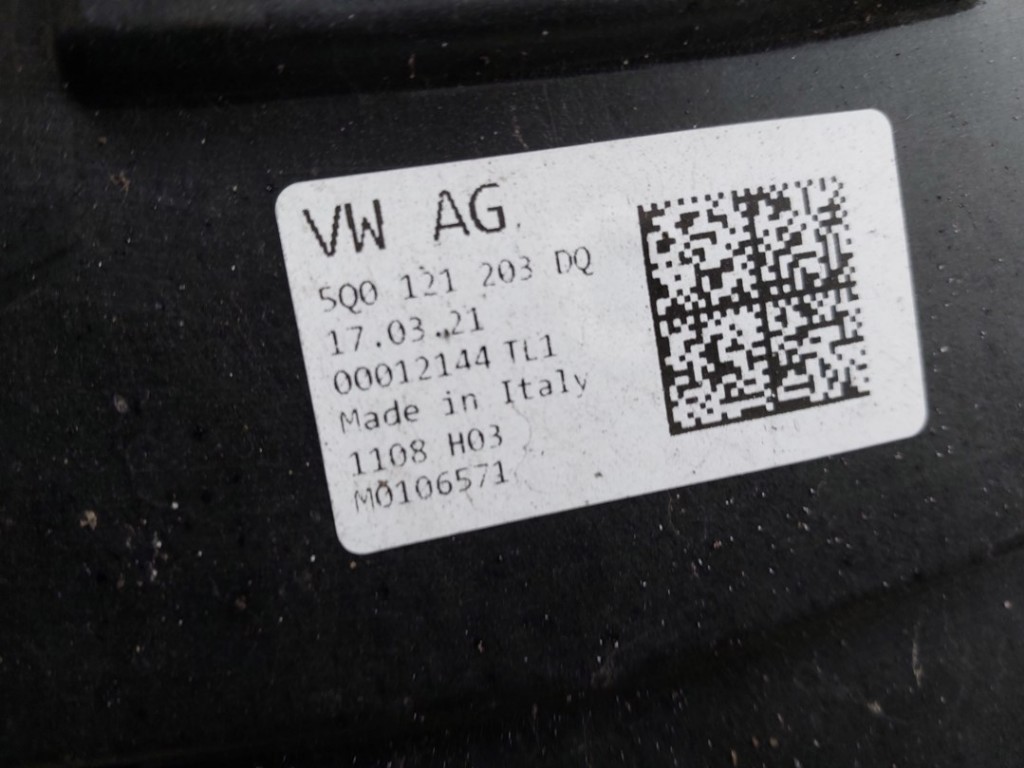 VW AG
5Q0 121 203 DQ
17.03.21
00012144 TL1
Made in Italy
1108 H03
M0106571